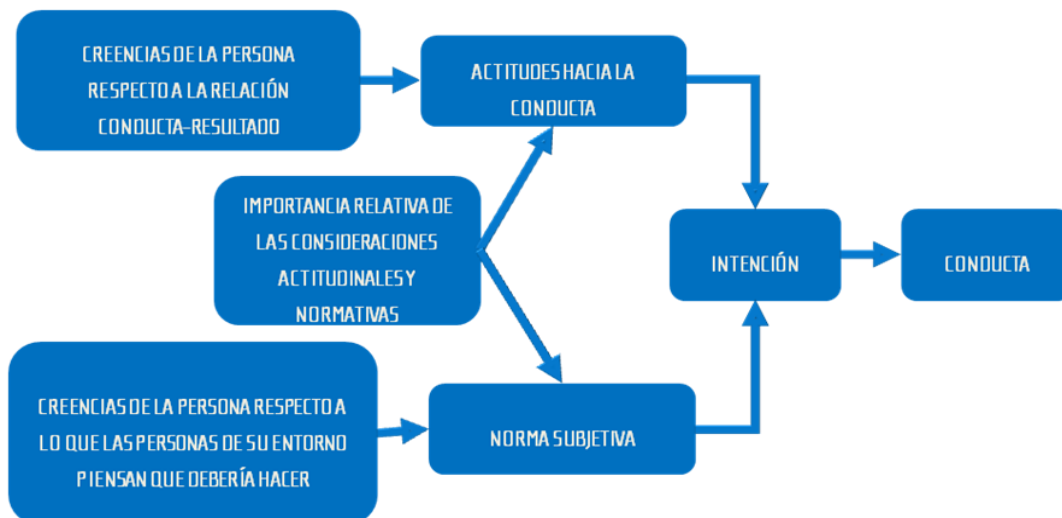 CREENCIAS DE LA PERSONA
RESPECTO A LA RELACIÓN
CONDUCTA-RESULTADO
ACTITUDES HACIA LA
CONDUCTA
IMPORTANCIA RELATIVA DE
LAS CONSIDERACIONES
ACTITUDINALES Y
NORMATIVAS
INTENCIÓN
CONDUCTA
CREENCIAS DE LA PERSONA RESPECTO A
LO QUE LAS PERSONAS DE SU ENTORNO
PIENSAN QUE DEBERÍA HACER
NORMA SUBJETIVA